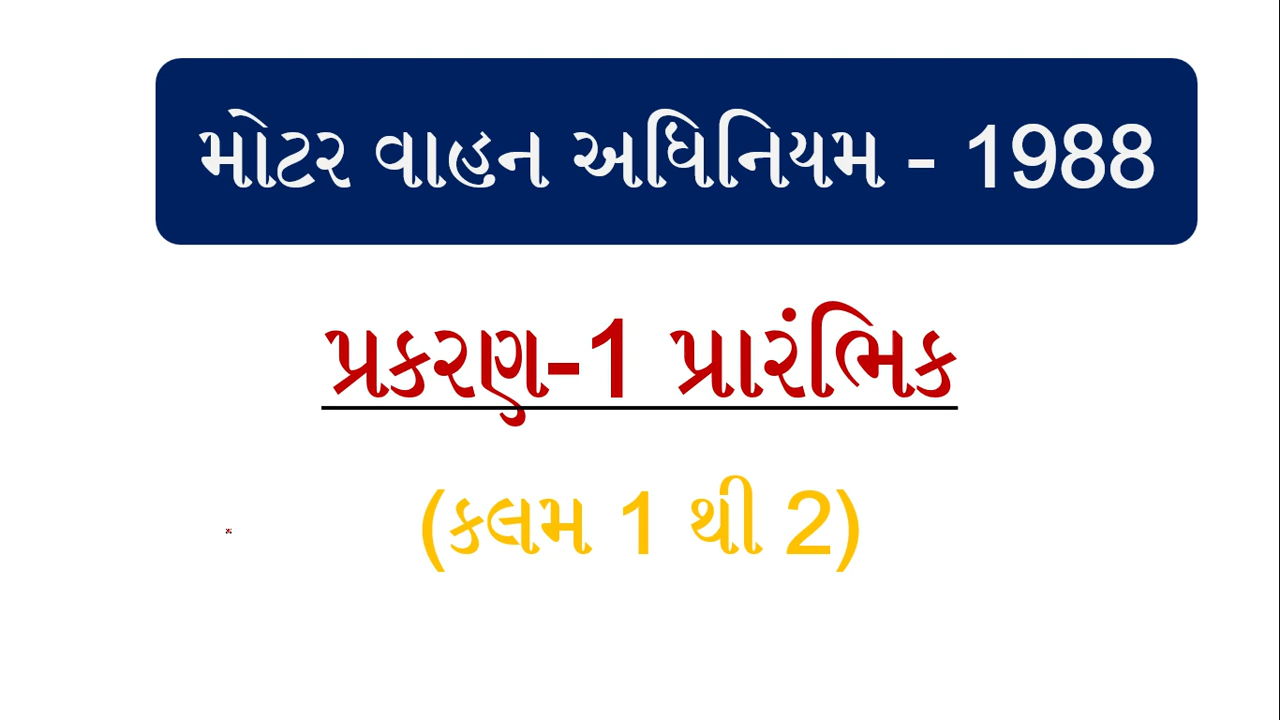 મોટર વાહન અધિનિયમ - 1988
પ્રકરણ-1 પ્રારંભિક
(કલમ 1 થી 2)